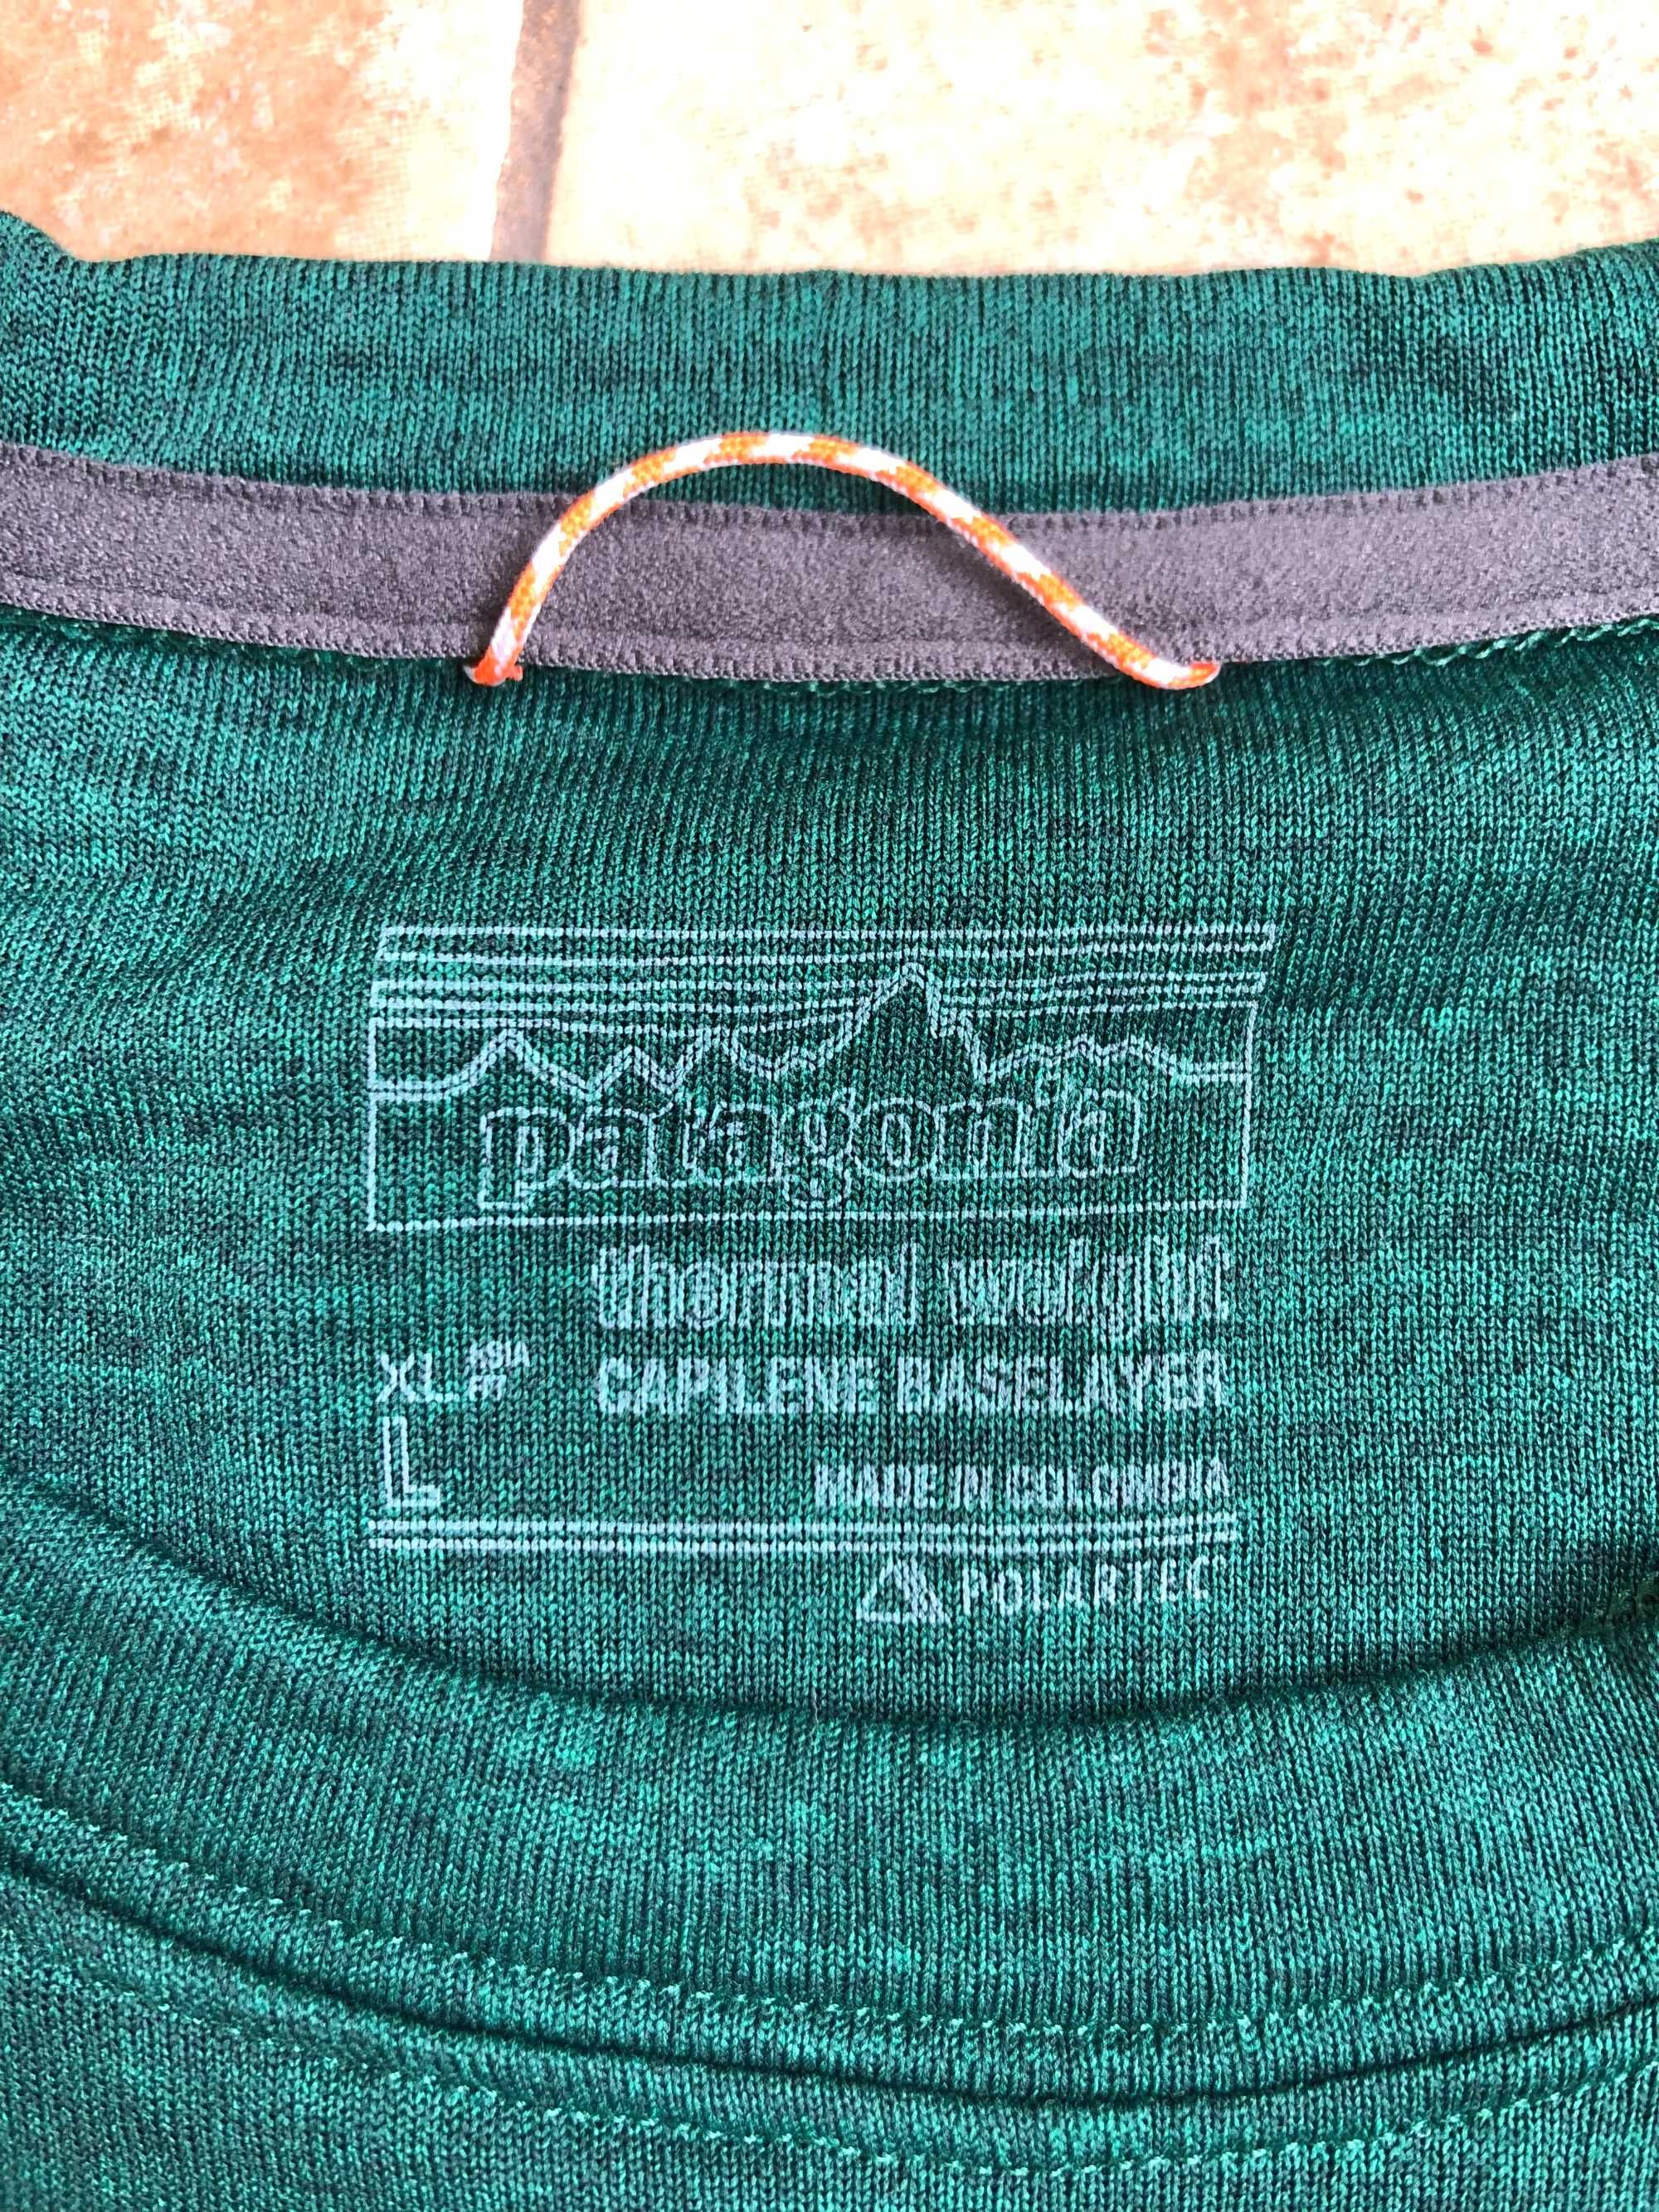 patagonia
thermal weight
XL CAPILENE BASELAYER
L
MADE IN COLOMBIA
POLARTEC